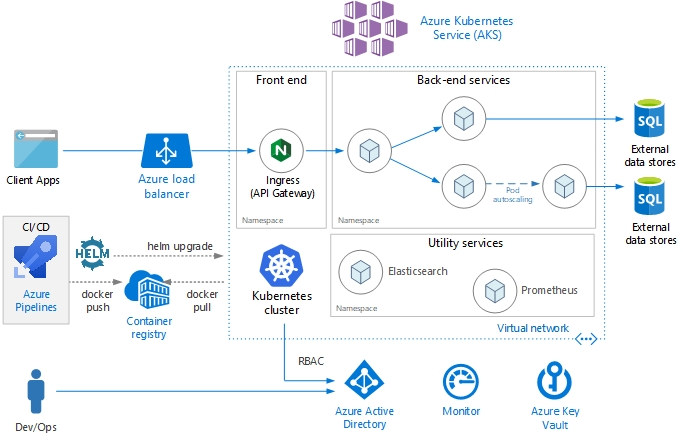 Azure Kubernetes
Service (AKS)
Front end
Back-end services
Client Apps
Azure load
balancer
Ingress
(API Gateway)
Namespace
Pod
autoscaling
Namespace
SQL
External
data stores
SQL
External
data stores
CI/CD
Azure
Pipelines
HELM
helm upgrade
docker
push
Container
registry
docker
pull
Kubernetes
cluster
Utility services
Elasticsearch
Prometheus
Namespace
Virtual network
RBAC
Dev/Ops
Azure Active
Directory
Monitor
Azure Key
Vault